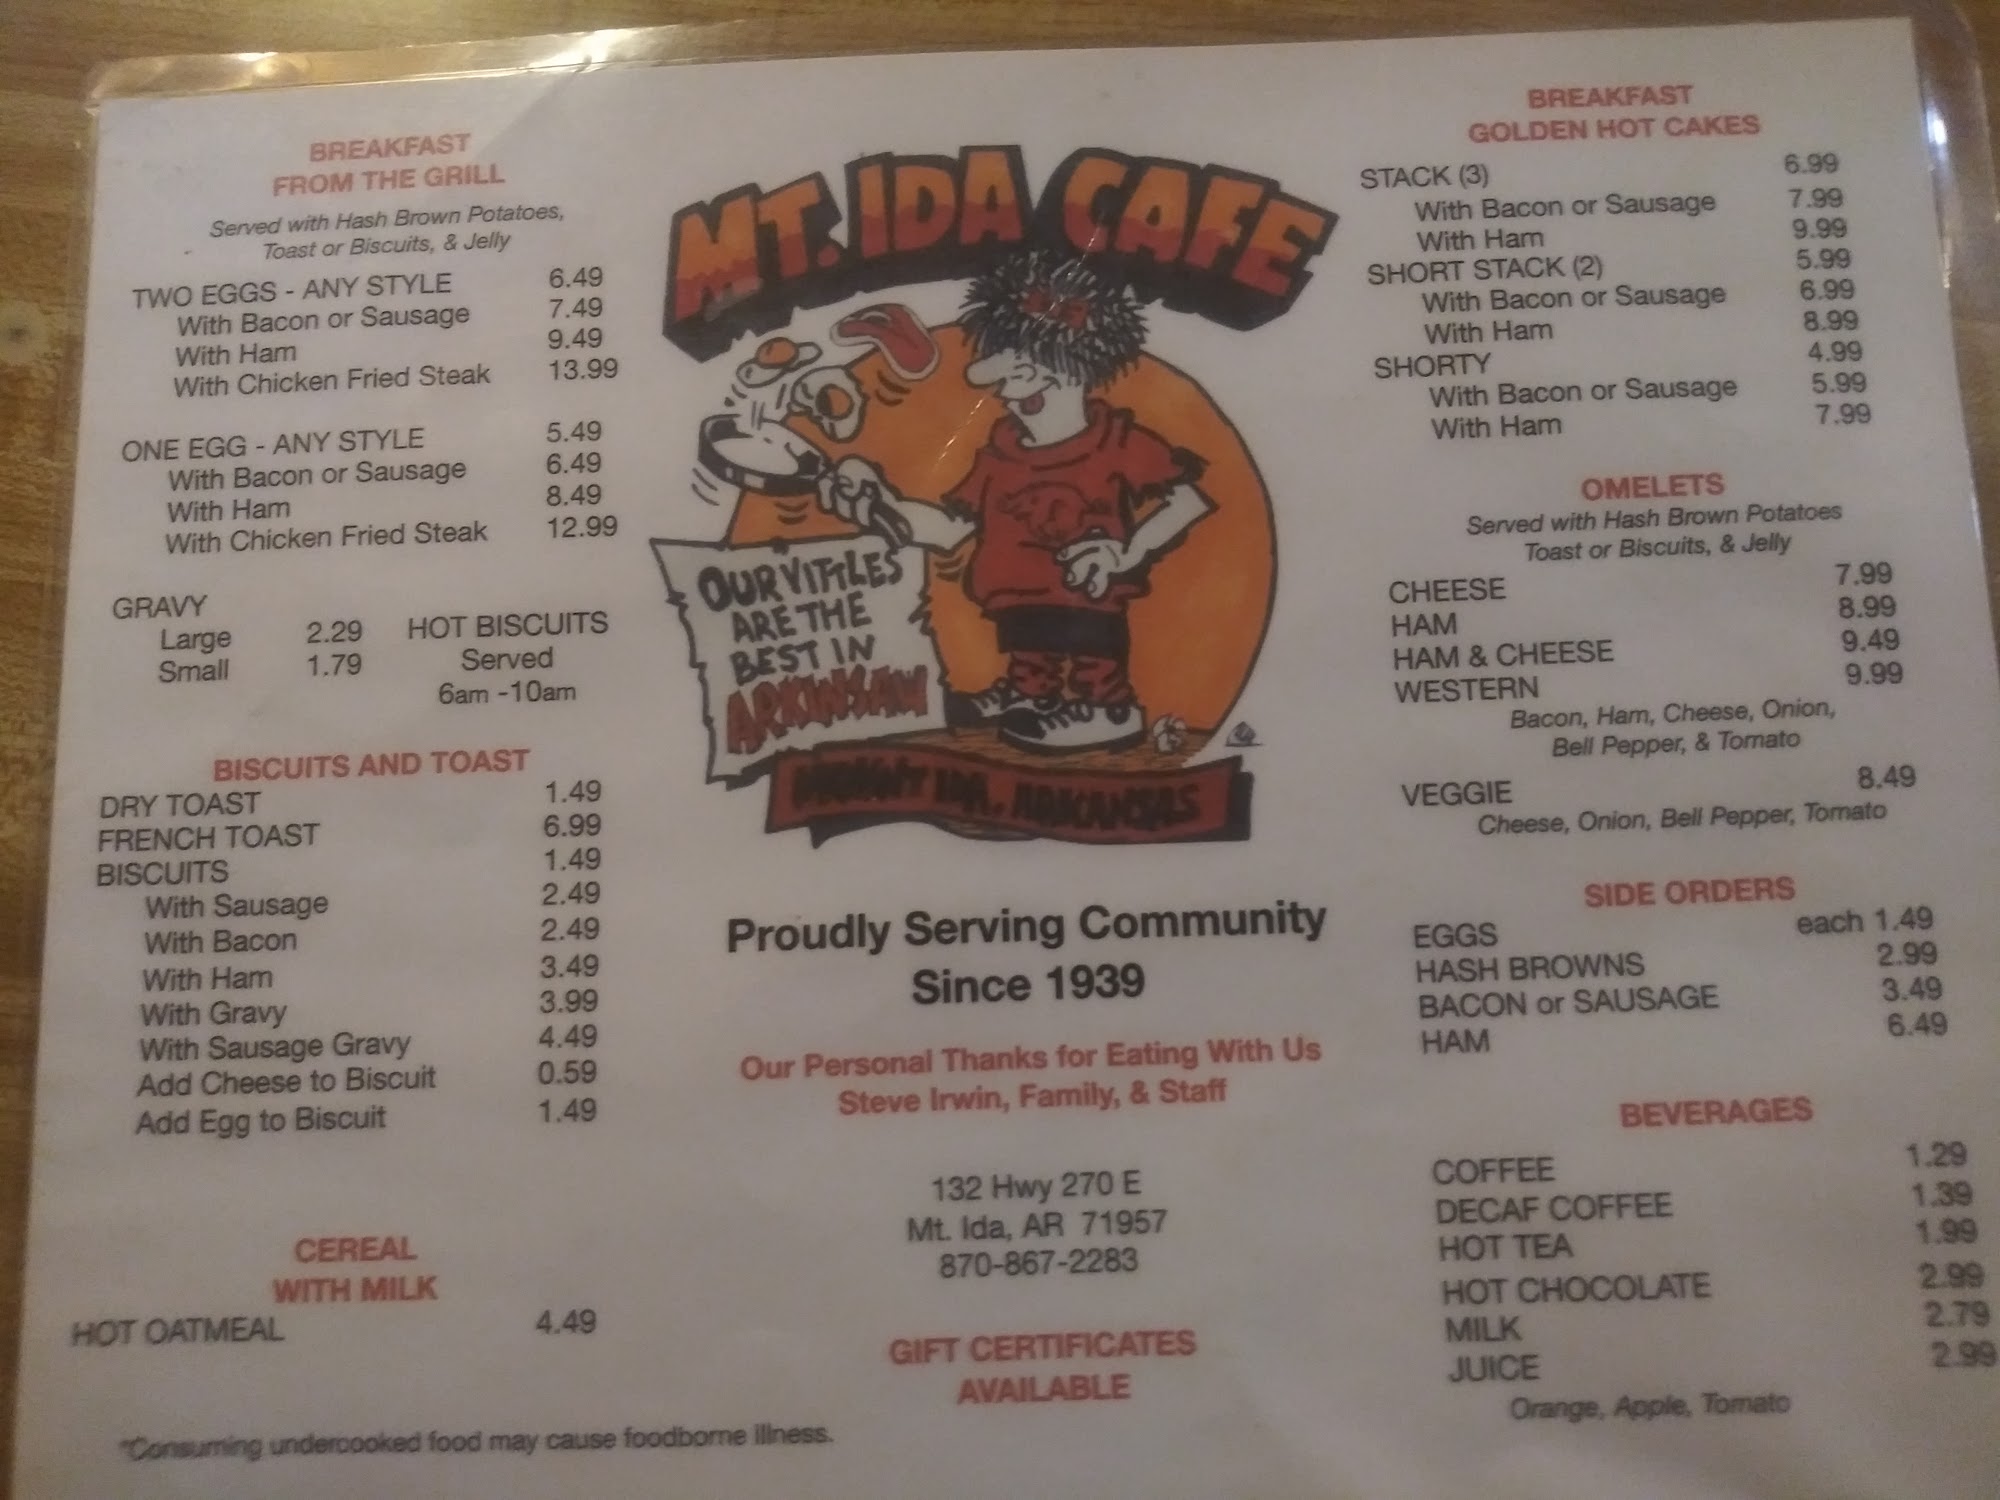 BREAKFAST
FROM THE GRILL
Served with Hash Brown Potatoes,
Toast or Biscuits, & Jelly
TWO EGGS - ANY STYLE 6.49
With Bacon or Sausage 7.49
With Ham 9.49
With Chicken Fried Steak 13.99
ONE EGG - ANY STYLE 5.49
With Bacon or Sausage 6.49
With Ham 8.49
With Chicken Fried Steak 12.99
GRAVY
Large 2.29
Small 1.79
HOT BISCUITS
Served
6am -10am
BISCUITS AND TOAST
DRY TOAST 1.49
FRENCH TOAST 6.99
BISCUITS 1.49
With Sausage 2.49
With Bacon 2.49
With Ham 3.49
With Gravy 3.99
With Sausage Gravy 4.49
Add Cheese to Biscuit 0.59
Add Egg to Biscuit 1.49
CEREAL
WITH MILK
HOT OATMEAL 4.49
*Consuming undercooked food may cause foodborne illness.
MT. IDA CAFE
OUR VITTLES
ARE THE
BEST IN
ARKINSAW
MOUNT IDA, ARKANSAS
Proudly Serving Community
Since 1939
Our Personal Thanks for Eating With Us
Steve Irwin, Family, & Staff
132 Hwy 270 E
Mt. Ida, AR 71957
870-867-2283
GIFT CERTIFICATES
AVAILABLE
BREAKFAST
GOLDEN HOT CAKES
STACK (3) 6.99
With Bacon or Sausage 7.99
With Ham 9.99
SHORT STACK (2) 5.99
With Bacon or Sausage 6.99
With Ham 8.99
SHORTY 4.99
With Bacon or Sausage 5.99
With Ham 7.99
OMELETS
Served with Hash Brown Potatoes
Toast or Biscuits, & Jelly
CHEESE 7.99
HAM 8.99
HAM & CHEESE 9.49
WESTERN 9.99
Bacon, Ham, Cheese, Onion,
Bell Pepper, & Tomato
VEGGIE 8.49
Cheese, Onion, Bell Pepper, Tomato
SIDE ORDERS
EGGS each 1.49
HASH BROWNS 2.99
BACON or SAUSAGE 3.49
HAM 6.49
BEVERAGES
COFFEE 1.29
DECAF COFFEE 1.39
HOT TEA 1.99
HOT CHOCOLATE 2.99
MILK 2.79
JUICE 2.99
Orange, Apple, Tomato